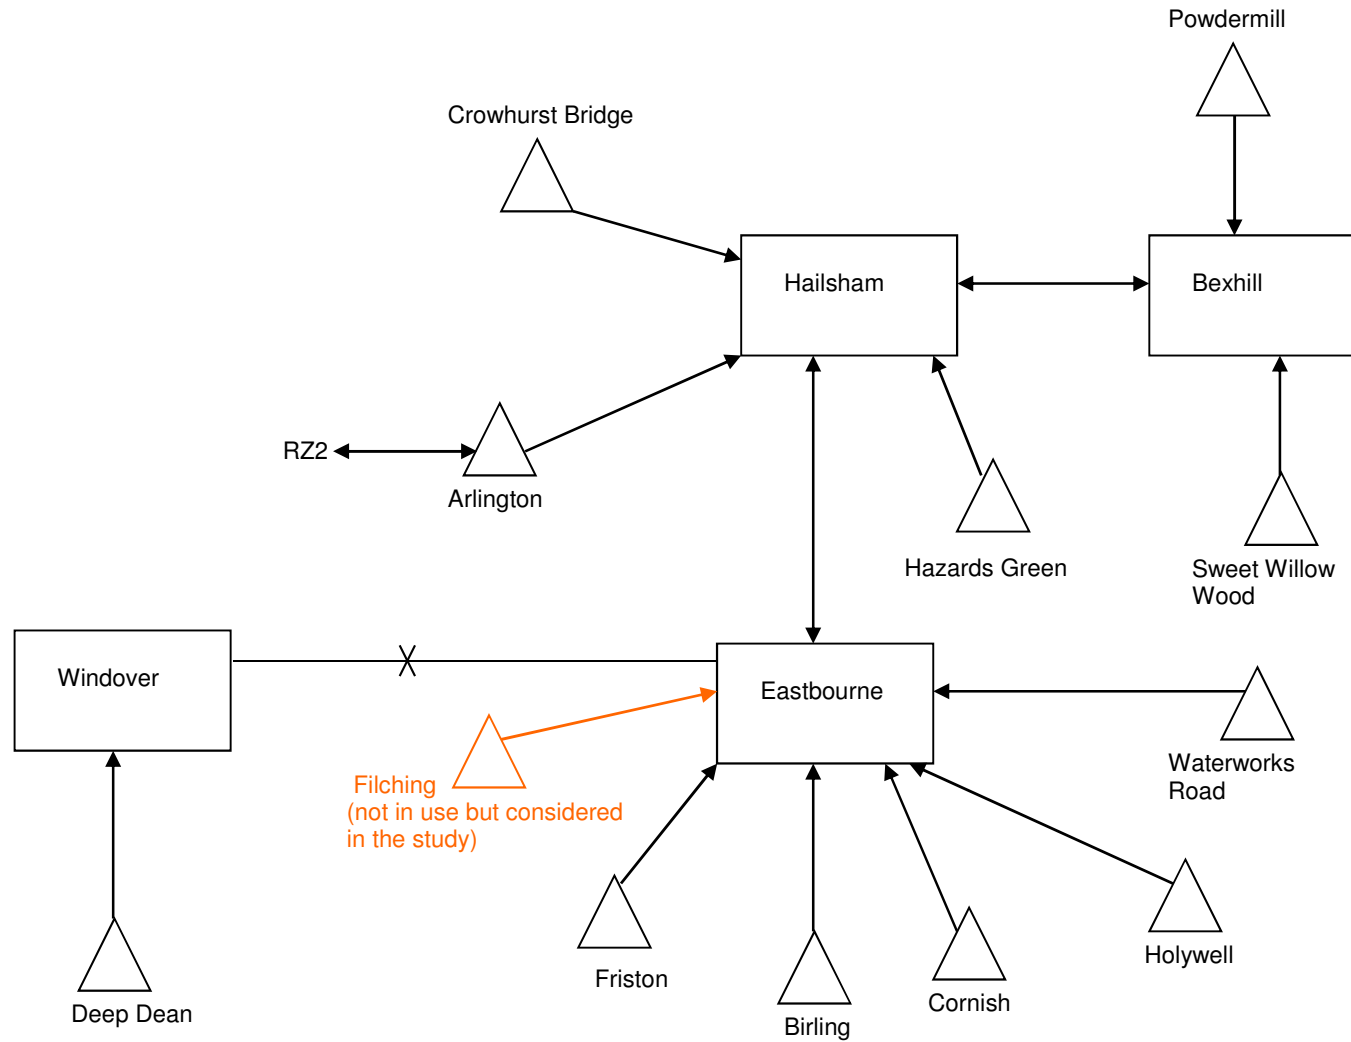 Powdermill
Crowhurst Bridge
Hailsham
Bexhill
RZ2
Arlington
Hazards Green
Sweet Willow
Wood
Windover
Eastbourne
Waterworks
Road
Filching
(not in use but considered
in the study)
Friston
Birling
Cornish
Holywell
Deep Dean